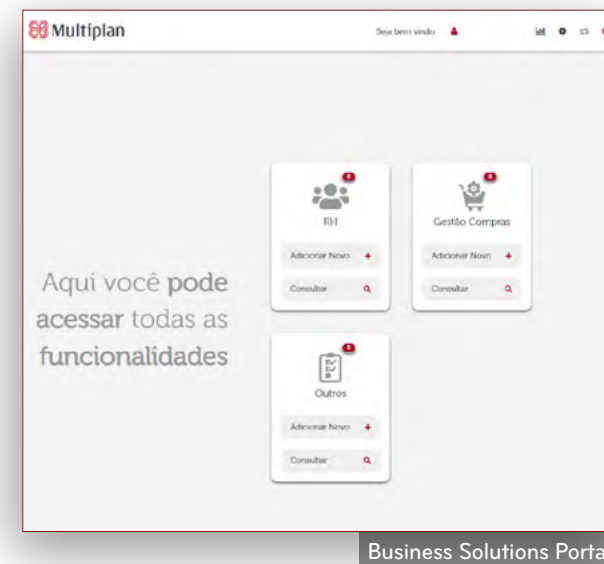 Multiplan
Seja bem vindo
Aqui você pode
acessar todas as
funcionalidades
RH
Adicionar Novo
Consultar
Gestão Compras
Adicionar Novo
Consultar
Outros
Adicionar Novo
Consultar
Business Solutions Porta